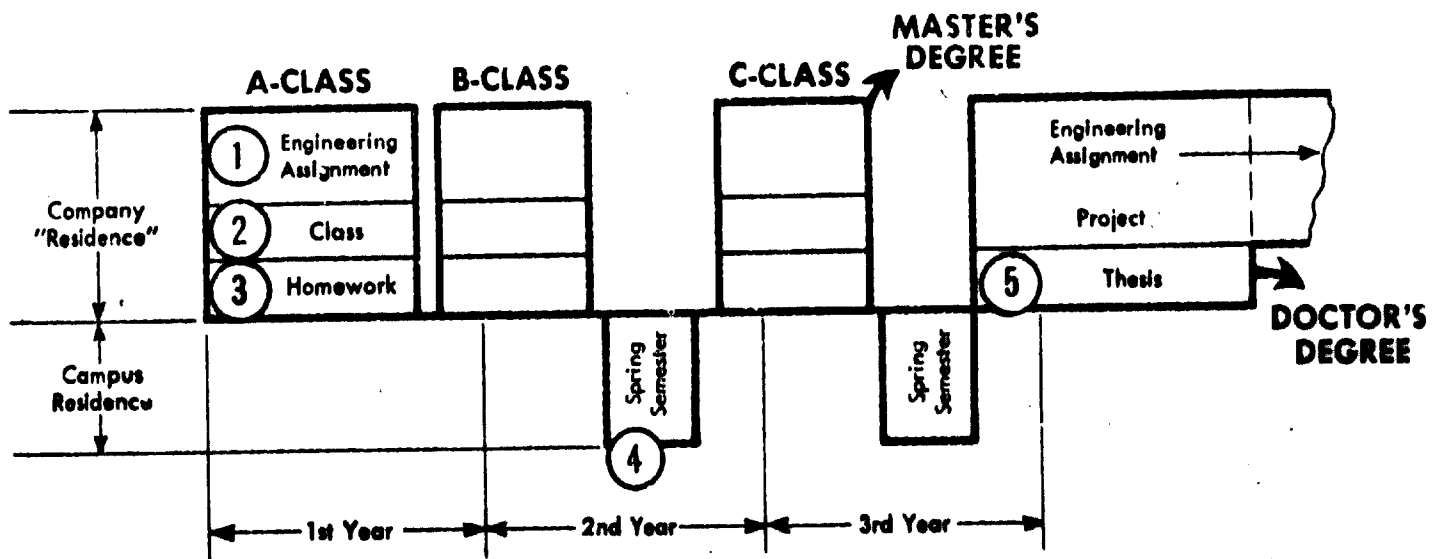 MASTER'S
DEGREE
A-CLASS
B-CLASS
C-CLASS
1
Engineering
Assignment
2
Class
3
Homework
Company
"Residence"
Engineering
Assignment
Project
5
Thesis
DOCTOR'S
DEGREE
Campus
Residence
Spring
Semester
4
Spring
Semester
1st Year
2nd Year
3rd Year